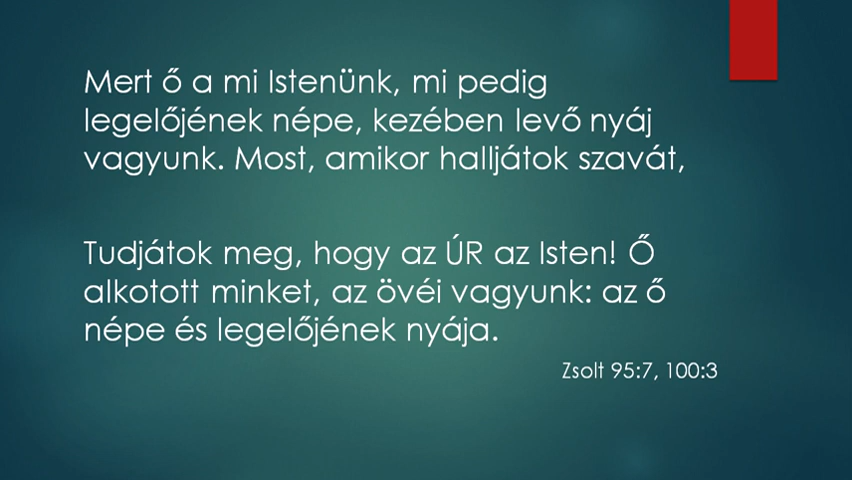 Mert ő a mi Istenünk, mi pedig
legelőjének népe, kezében levő nyáj
vagyunk. Most, amikor halljátok szavát,
Tudjátok meg, hogy az ÚR az Isten! Ő
alkotott minket, az övéi vagyunk: az ő
népe és legelőjének nyája.
Zsolt 95:7, 100:3